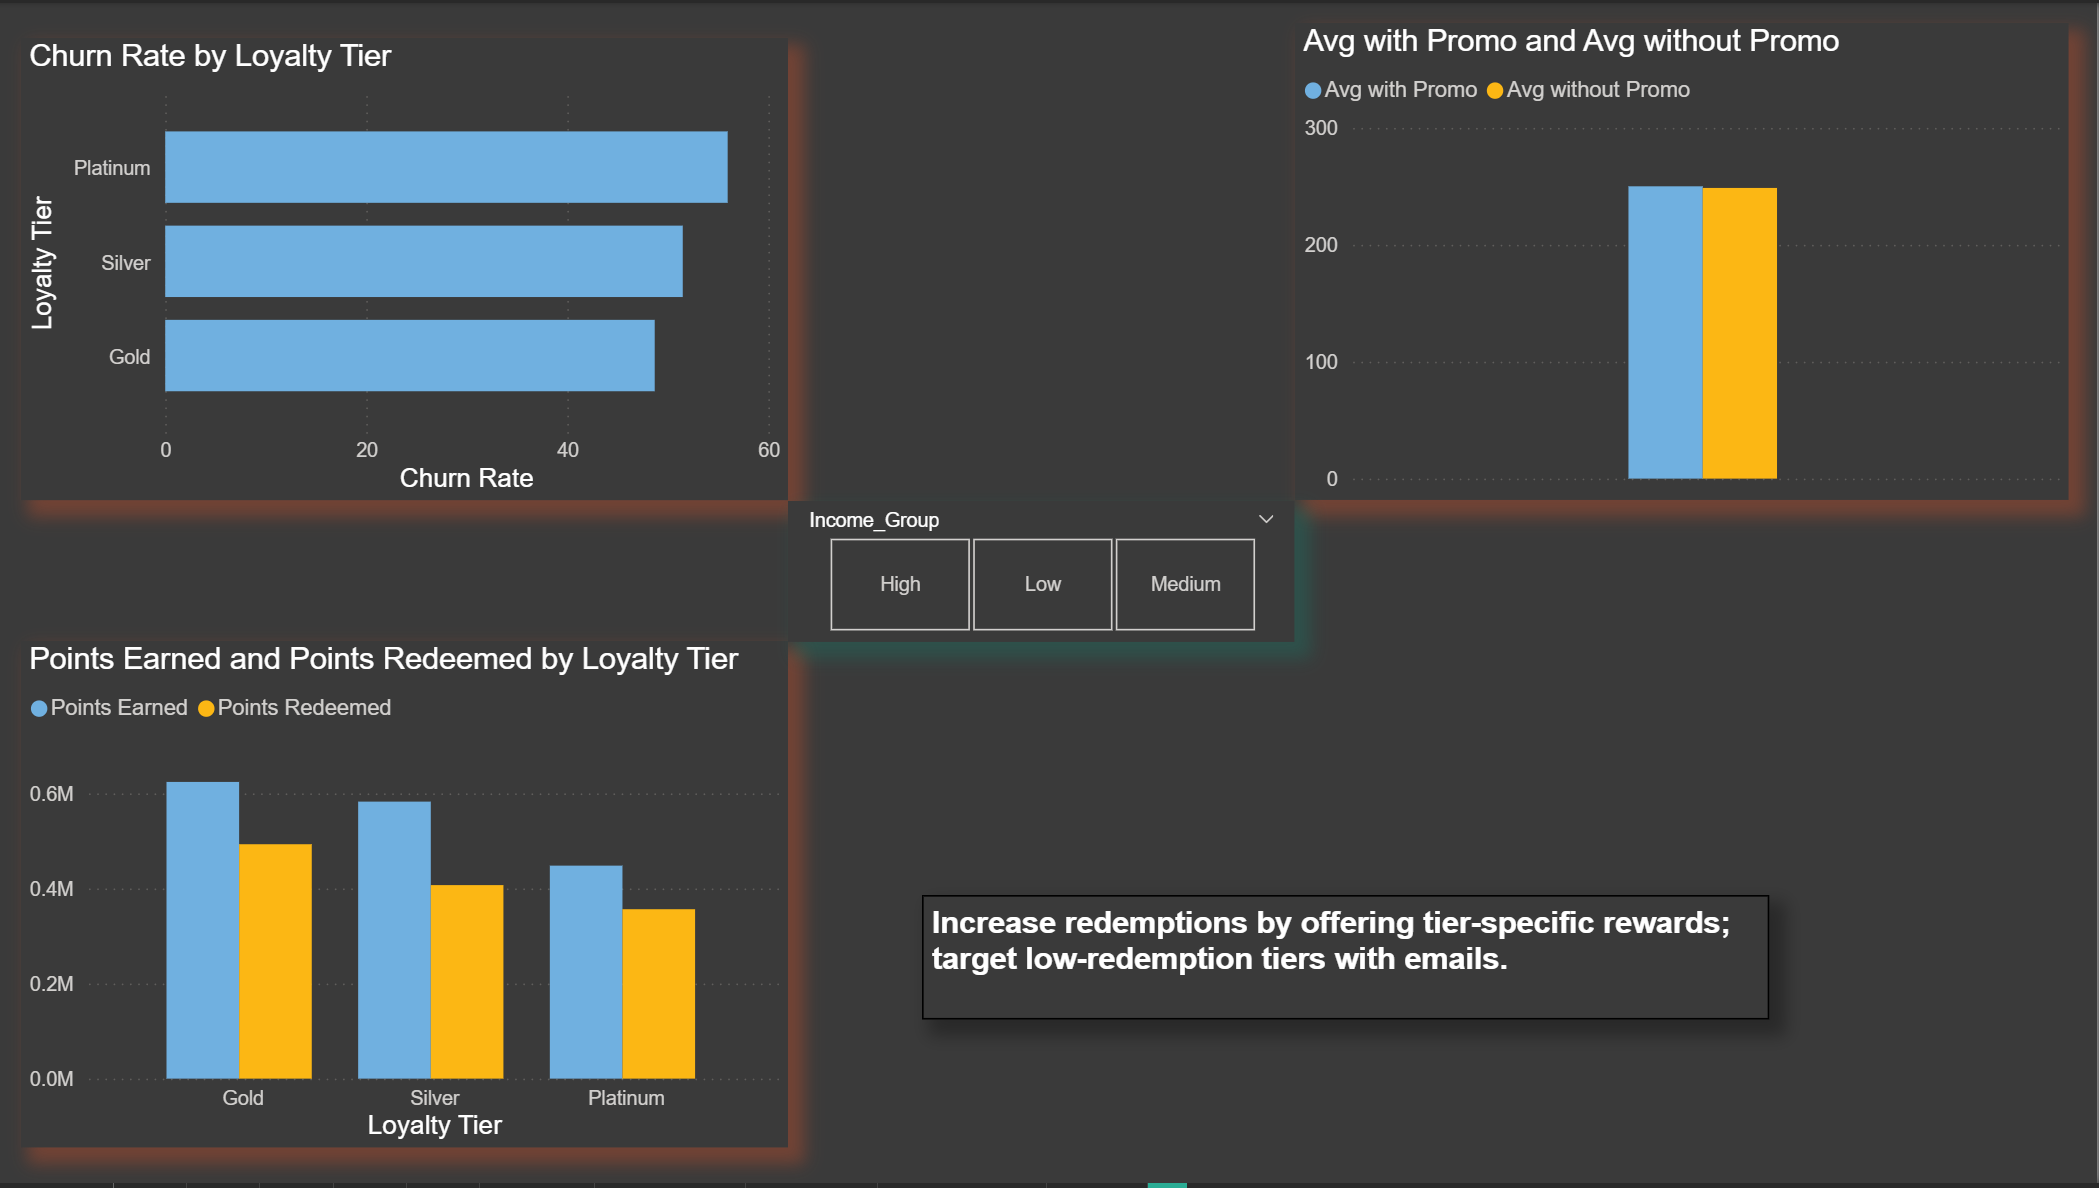 Churn Rate by Loyalty Tier
Loyalty Tier
Platinum
Silver
Gold
0 20 40 60
Churn Rate
Avg with Promo and Avg without Promo
Avg with Promo Avg without Promo
300
200
100
0
Income_Group
High Low Medium
Points Earned and Points Redeemed by Loyalty Tier
Points Earned Points Redeemed
0.6M
0.4M
0.2M
0.0M
Gold Silver Platinum
Loyalty Tier
Increase redemptions by offering tier-specific rewards;
target low-redemption tiers with emails.